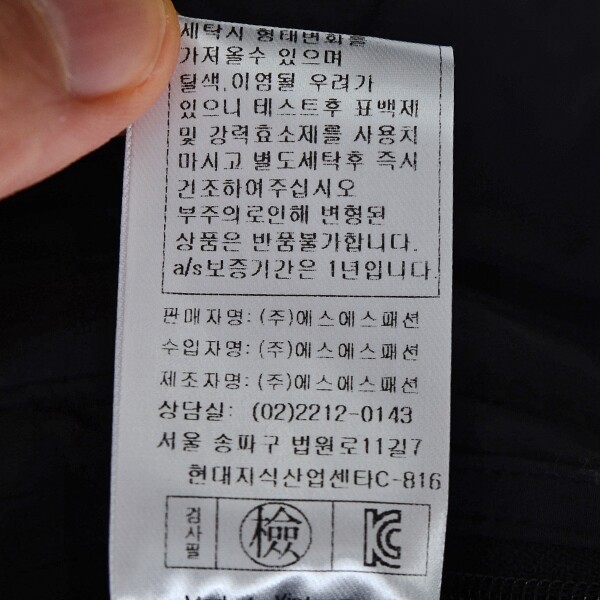 세탁시 형태변화를
가져올수 있으며
탈색,이염될 우려가
있으니 테스트후 표백제
및 강력효소제를 사용치
마시고 별도세탁후 즉시
건조하여주십시오
부주의로인해 변형된
상품은 반품불가합니다.
a/s보증기간은 1년입니다.
판매자명: (주)에스에스패션
수입자명: (주)에스에스패션
제조자명: (주)에스에스패션
상담실: (02)2212-0143
서울 송파구 법원로11길7
현대지식산업센타C-816
검사필 檢 KC